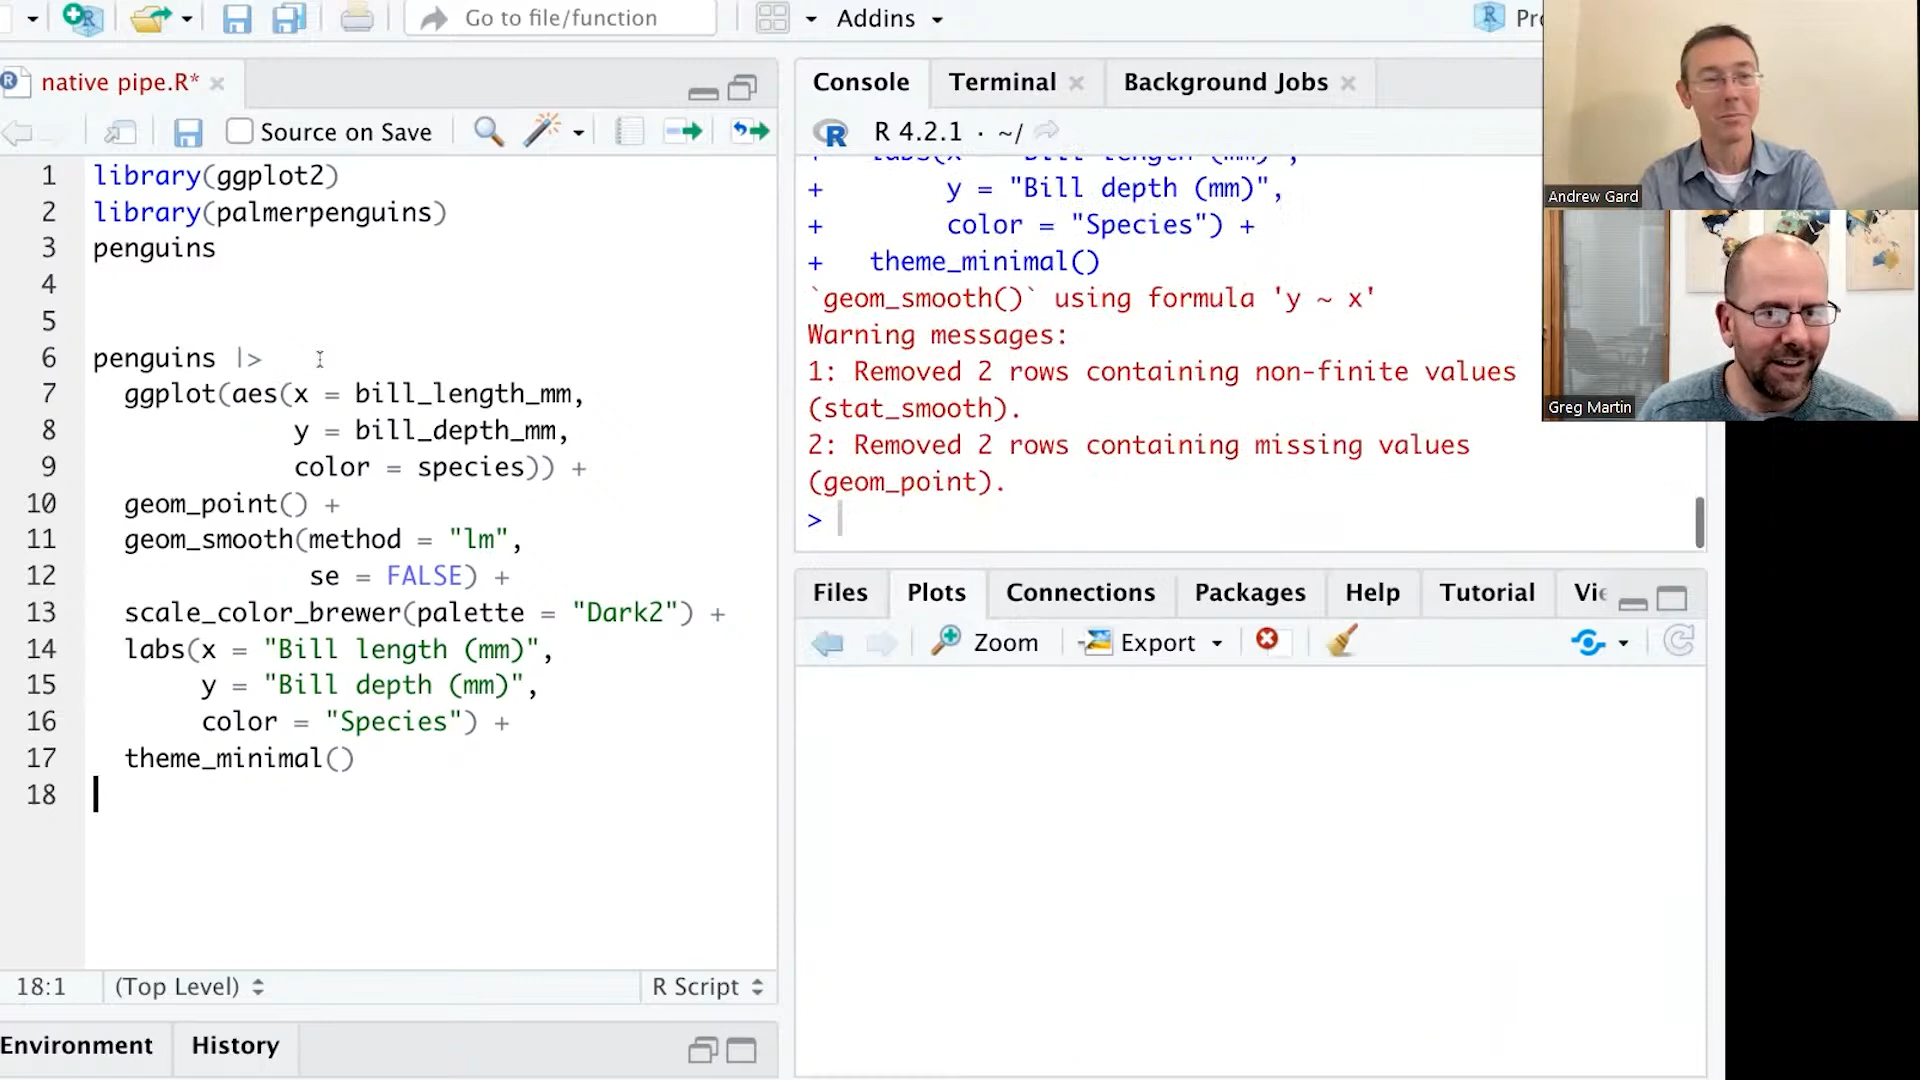 Go to file/function
Addins
native pipe.R*
Source on Save
1 library(ggplot2)
2 library(palmerpenguins)
3 penguins
4
5
6 penguins |>
7 ggplot(aes(x = bill_length_mm,
8 y = bill_depth_mm,
9 color = species)) +
10 geom_point() +
11 geom_smooth(method = "lm",
12 se = FALSE) +
13 scale_color_brewer(palette = "Dark2") +
14 labs(x = "Bill length (mm)",
15 y = "Bill depth (mm)",
16 color = "Species") +
17 theme_minimal()
18
18:1 (Top Level) R Script
Environment History
Console Terminal Background Jobs
R 4.2.1 · ~/
+ labs(x = "Bill length (mm)",
+ y = "Bill depth (mm)",
+ color = "Species") +
+ theme_minimal()
`geom_smooth()` using formula 'y ~ x'
Warning messages:
1: Removed 2 rows containing non-finite values
(stat_smooth).
2: Removed 2 rows containing missing values
(geom_point).
>
Files Plots Connections Packages Help Tutorial
Zoom Export
Andrew Gard
Greg Martin